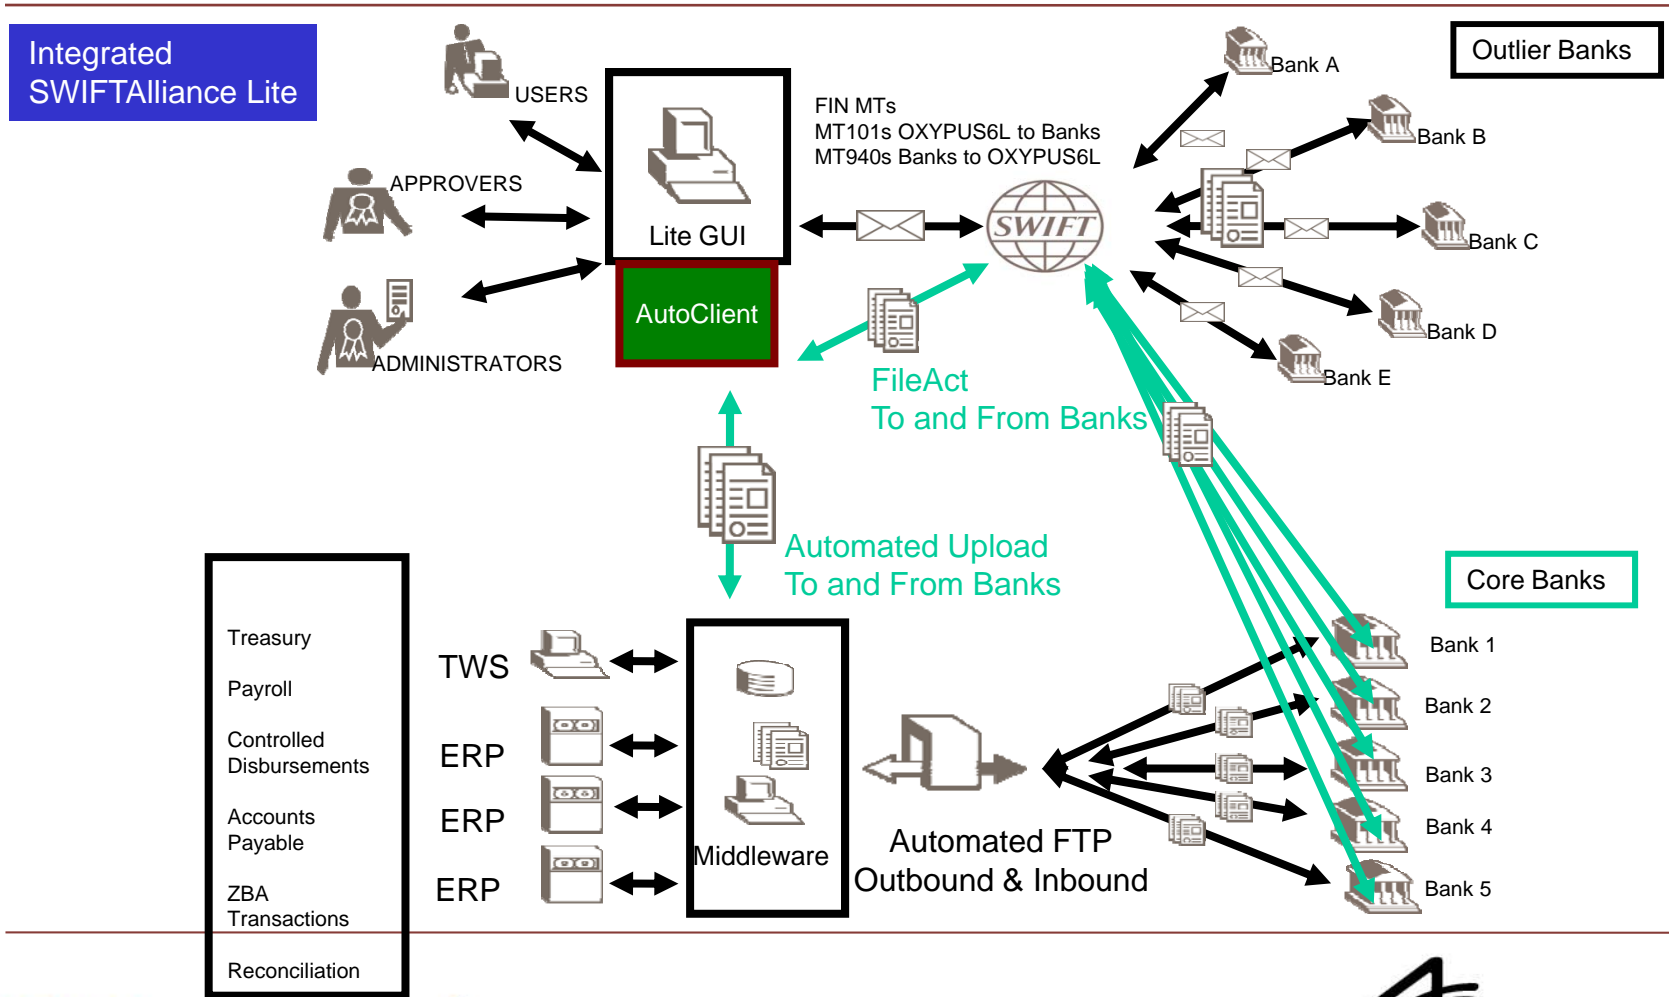 Integrated
SWIFTAlliance Lite
USERS
APPROVERS
ADMINISTRATORS
Lite GUI
AutoClient
FIN MTs
MT101s OXYPUS6L to Banks
MT940s Banks to OXYPUS6L
SWIFT
Outlier Banks
Bank A
Bank B
Bank C
Bank D
Bank E
FileAct
To and From Banks
Automated Upload
To and From Banks
Core Banks
Treasury
Payroll
Controlled
Disbursements
Accounts
Payable
ZBA
Transactions
Reconciliation
TWS
ERP
ERP
ERP
Middleware
Automated FTP
Outbound & Inbound
Bank 1
Bank 2
Bank 3
Bank 4
Bank 5